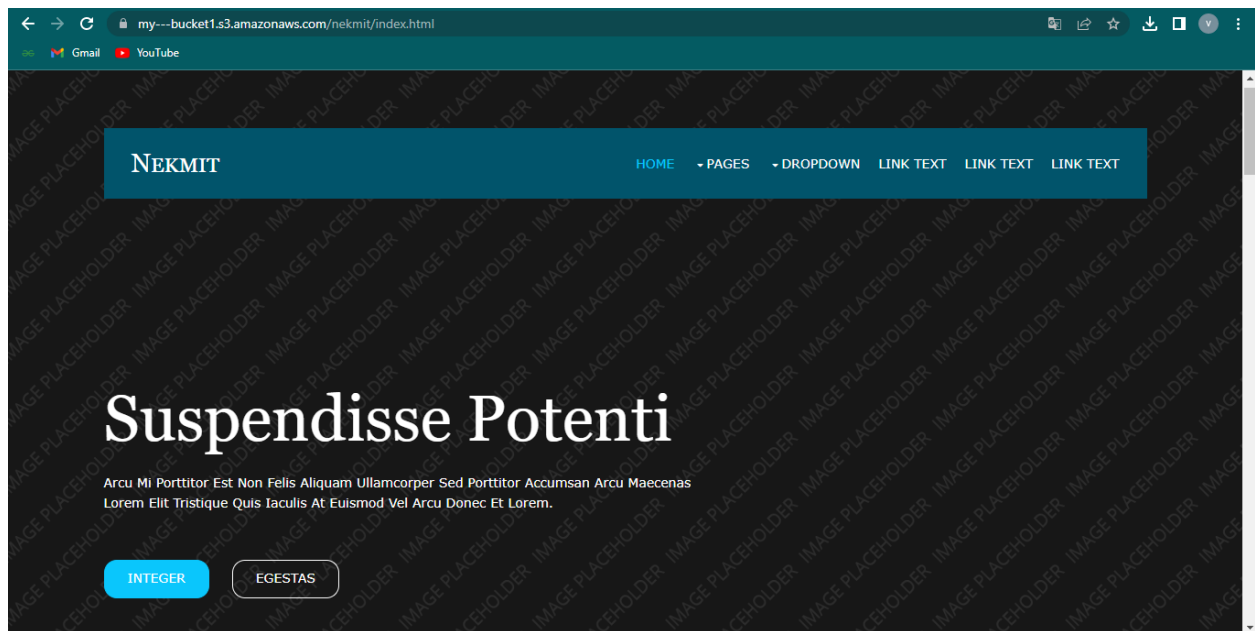 my---bucket1.s3.amazonaws.com/nekmit/index.html
V
Gmail YouTube
IMAGE PLACEHOLDER
NEKMIT HOME PAGES DROPDOWN LINK TEXT LINK TEXT LINK TEXT
Suspendisse Potenti
Arcu Mi Porttitor Est Non Felis Aliquam Ullamcorper Sed Porttitor Accumsan Arcu Maecenas
Lorem Elit Tristique Quis Iaculis At Euismod Vel Arcu Donec Et Lorem.
INTEGER EGESTAS